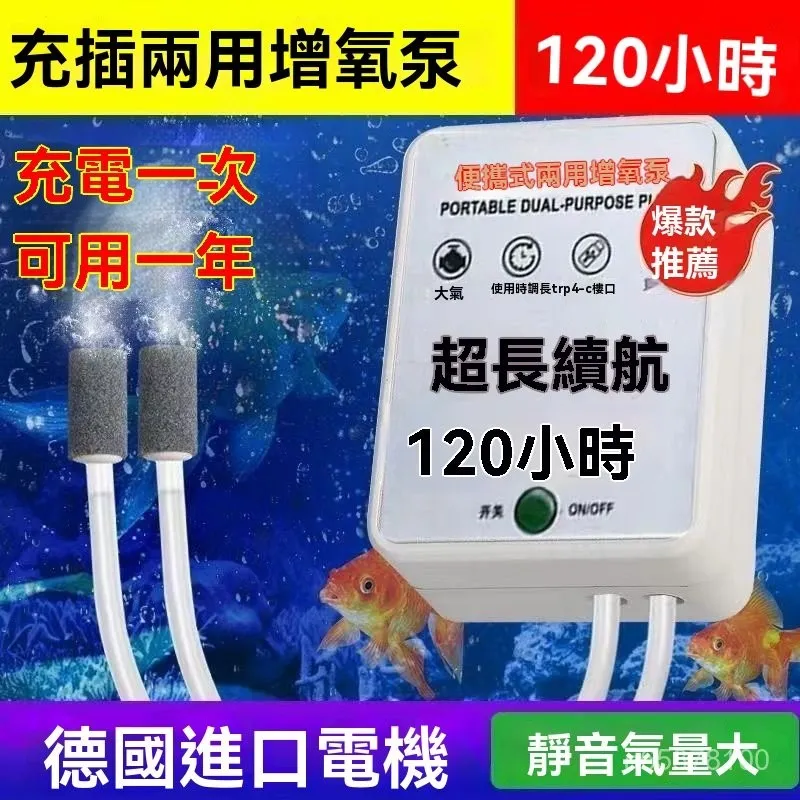 充插兩用增氧泵
120小時
充電一次
可用一年
便攜式兩用增氧泵
PORTABLE DUAL-PURPOSE
爆款
推薦
大氣
使用時調長trp4-c樓口
超長續航
120小時
开关
ON/OFF
德國進口電機
靜音氣量大